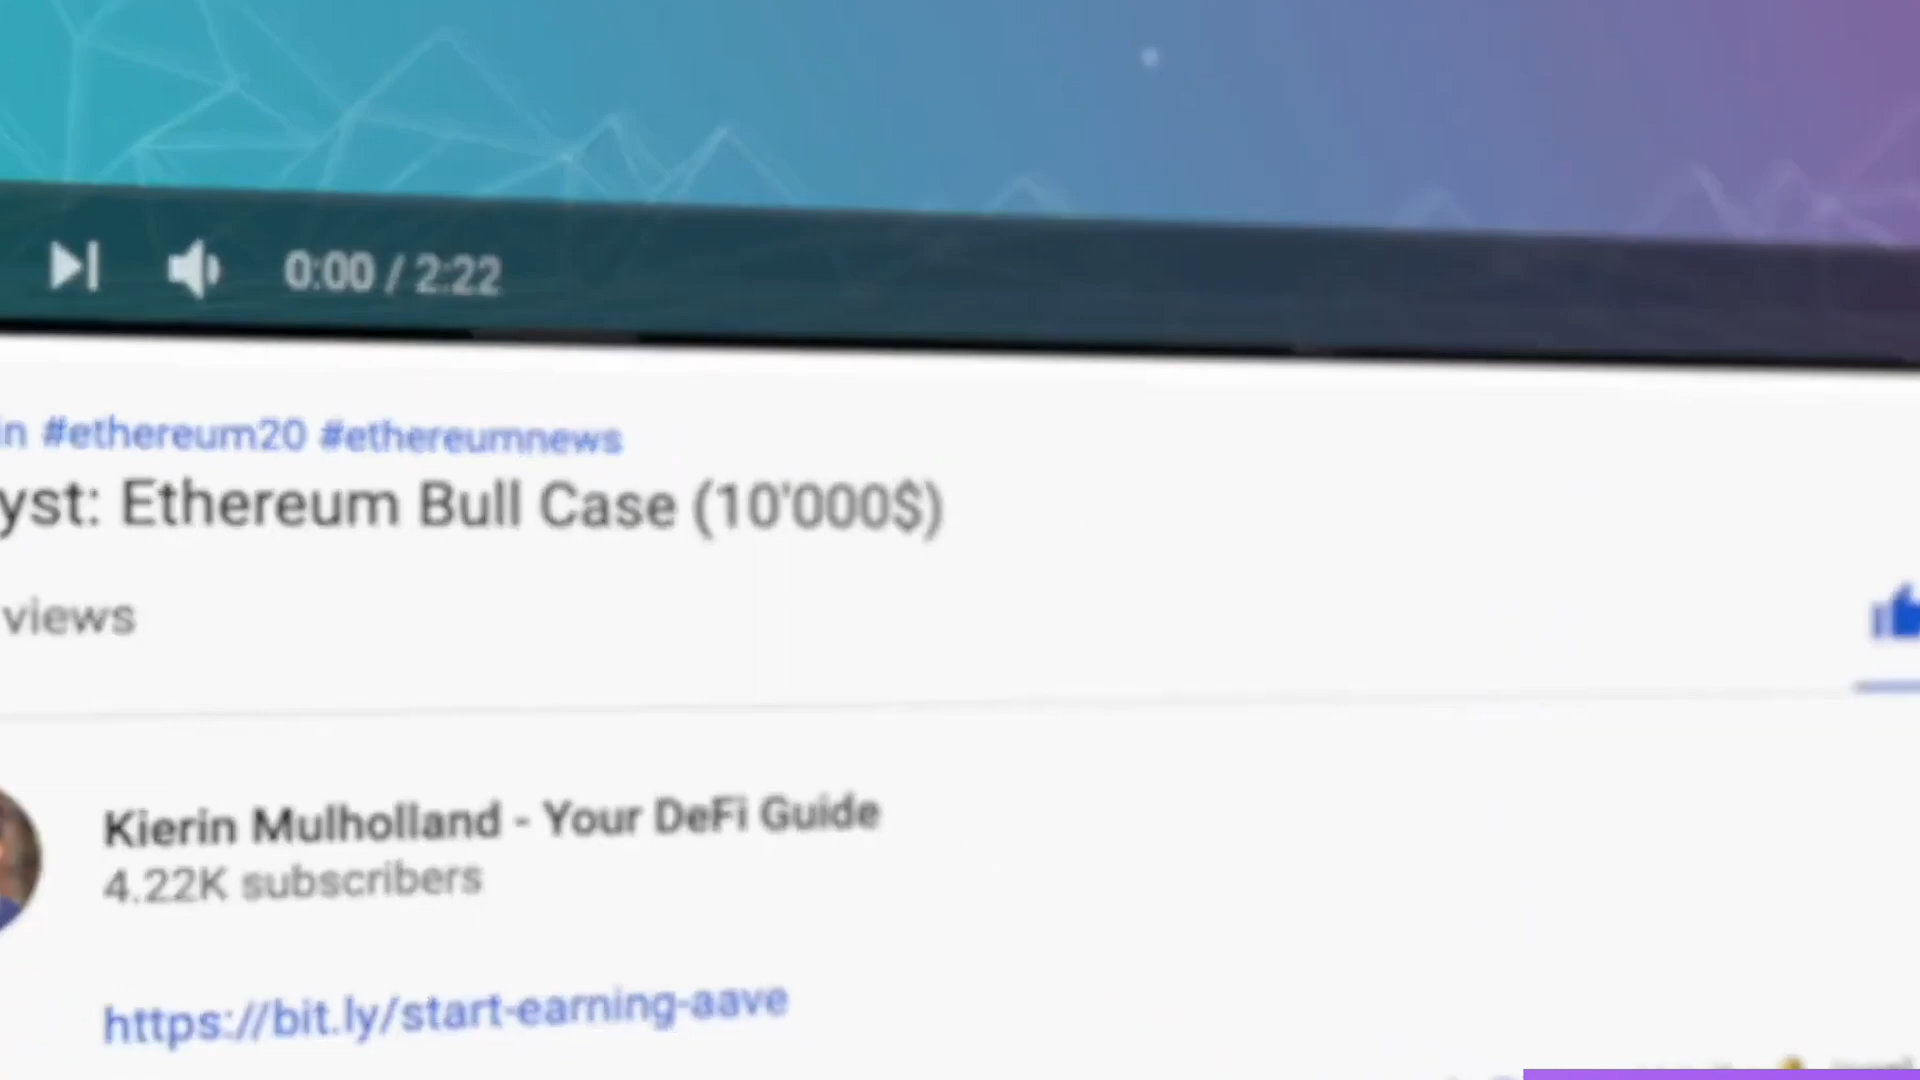 0:00 / 2:22
in #ethereum20 #ethereumnews
yst: Ethereum Bull Case (10'000$)
views
Kierin Mulholland - Your DeFi Guide
4.22K subscribers
https://bit.ly/start-earning-aave